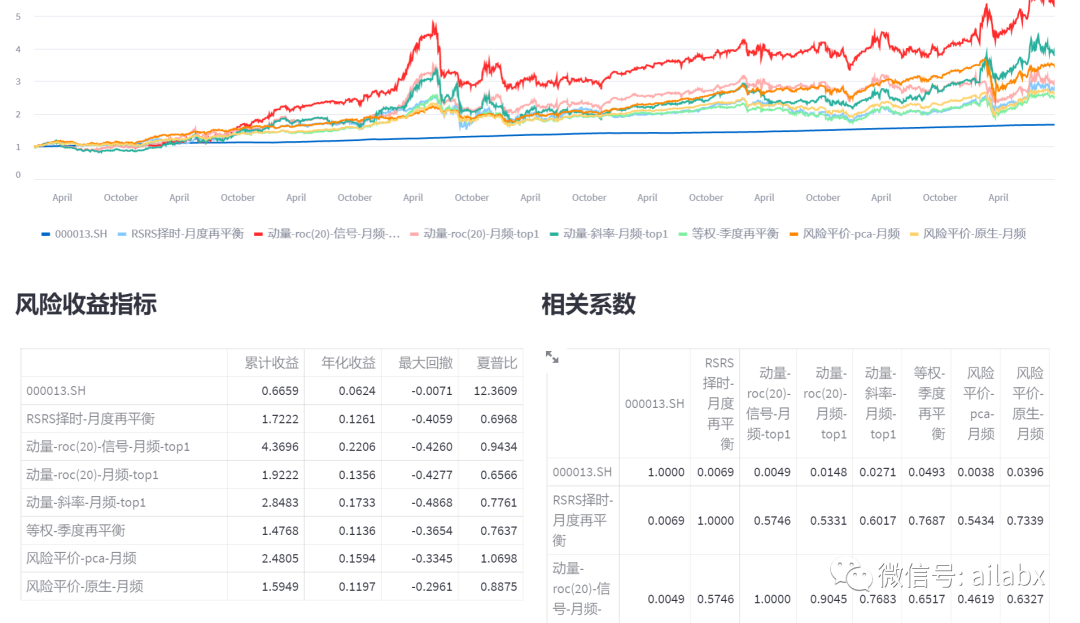 5
4
3
2
1
0
April October April October April October April October April October April October April October April October April
000013.SH RSRS择时-月度再平衡 动量-roc(20)-信号-月频-... 动量-roc(20)-月频-top1 动量-斜率-月频-top1 等权-季度再平衡 风险平价-pca-月频 风险平价-原生-月频
风险收益指标
累计收益 年化收益 最大回撤 夏普比
000013.SH 0.6659 0.0624 -0.0071 12.3609
RSRS择时-月度再平衡 1.7222 0.1261 -0.4059 0.6968
动量-roc(20)-信号-月频-top1 4.3696 0.2206 -0.4260 0.9434
动量-roc(20)-月频-top1 1.9222 0.1356 -0.4277 0.6566
动量-斜率-月频-top1 2.8483 0.1733 -0.4868 0.7761
等权-季度再平衡 1.4768 0.1136 -0.3654 0.7637
风险平价-pca-月频 2.4805 0.1594 -0.3345 1.0698
风险平价-原生-月频 1.5949 0.1197 -0.2961 0.8875
相关系数
000013.SH
RSRS
择时-
月度
再平
衡
动量-
roc(20)-
信号-月
频-top1
动量-
roc(20)-
月频-
top1
动量-
斜率-
月频-
top1
等权-
季度
再平
衡
风险
平价-
pca-
月频
风险
平价-
原生-
月频
000013.SH 1.0000 0.0069 0.0049 0.0148 0.0271 0.0493 0.0038 0.0396
RSRS择时-
月度再平
衡
0.0069 1.0000 0.5746 0.5331 0.6017 0.7687 0.5434 0.7339
动量-
roc(20)-信
号-月频-
0.0049 0.5746 1.0000 0.9045 0.7683 0.6517 0.4619 0.6327
微信号: ailabx